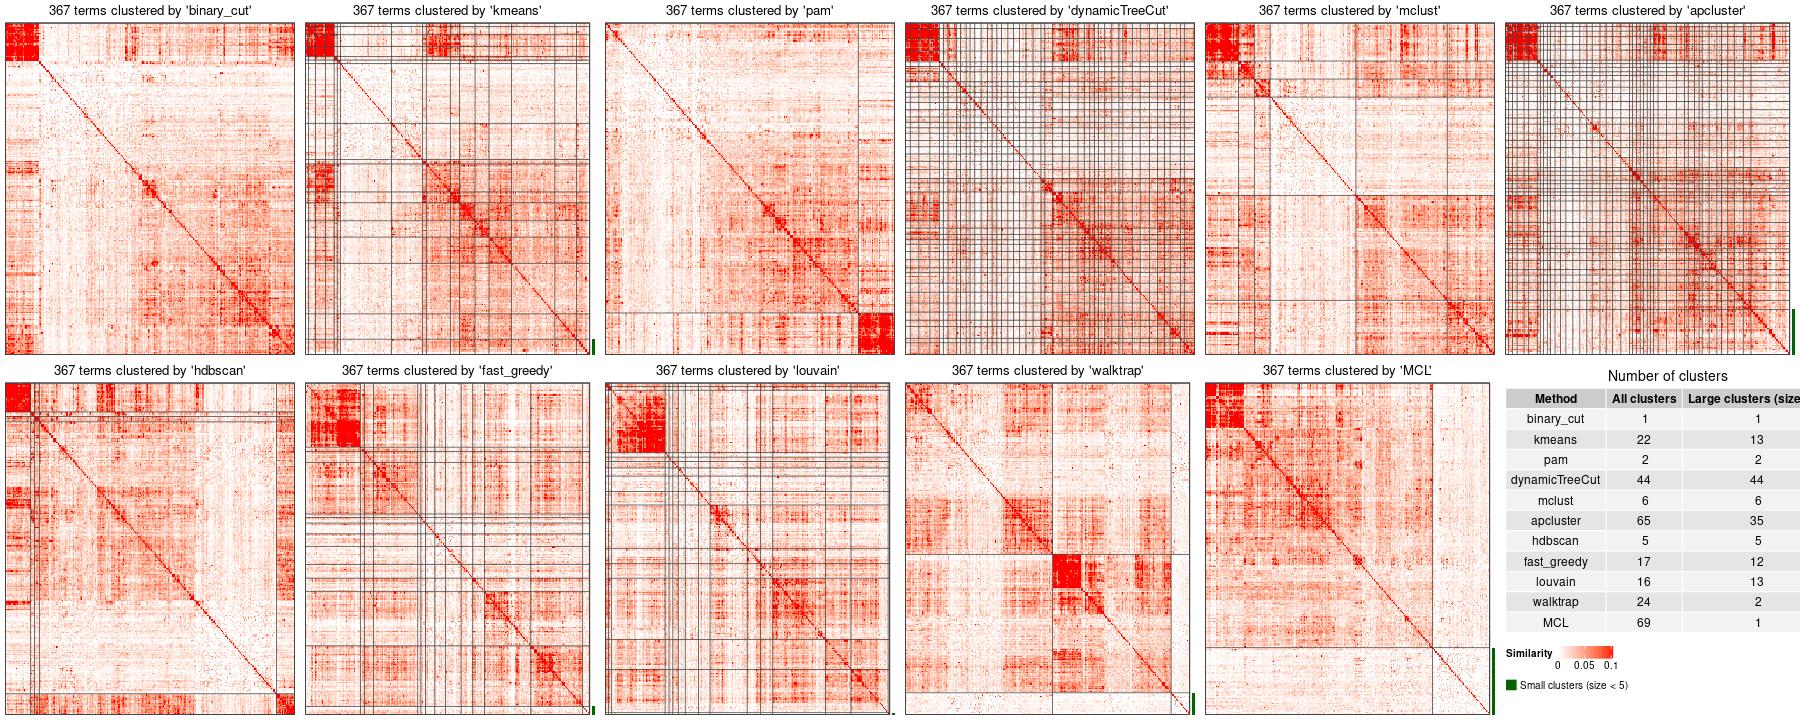 367 terms clustered by 'binary_cut'
367 terms clustered by 'kmeans'
367 terms clustered by 'pam'
367 terms clustered by 'dynamicTreeCut'
367 terms clustered by 'mclust'
367 terms clustered by 'apcluster'
367 terms clustered by 'hdbscan'
367 terms clustered by 'fast_greedy'
367 terms clustered by 'louvain'
367 terms clustered by 'walktrap'
367 terms clustered by 'MCL'
Number of clusters
Method All clusters Large clusters (size
binary_cut 1 1
kmeans 22 13
pam 2 2
dynamicTreeCut 44 44
mclust 6 6
apcluster 65 35
hdbscan 5 5
fast_greedy 17 12
louvain 16 13
walktrap 24 2
MCL 69 1
Similarity
0 0.05 0.1
Small clusters (size < 5)